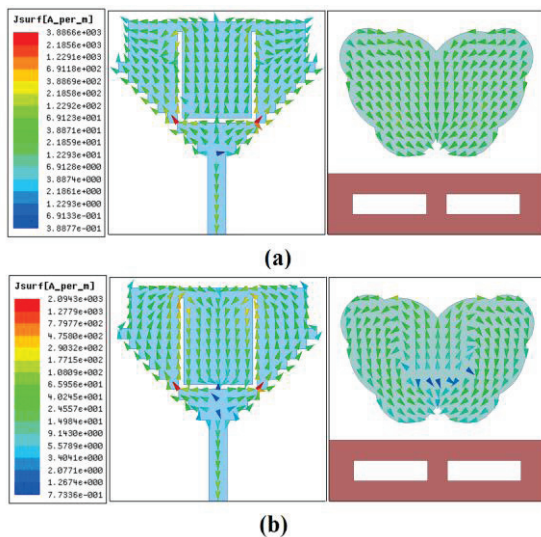 Jsurf[A_per_m]
3.8866e+003
2.1856e+003
1.2291e+003
6.9118e+002
3.8869e+002
2.1858e+002
1.2292e+002
6.9123e+001
3.8871e+001
2.1859e+001
1.2293e+001
6.9128e+000
3.8874e+000
2.1861e+000
1.2293e+000
6.9133e-001
3.8877e-001
(a)
Jsurf[A_per_m]
2.0943e+003
1.2779e+003
7.7977e+002
4.7580e+002
2.9032e+002
1.7715e+002
1.0809e+002
6.5956e+001
4.0245e+001
2.4557e+001
1.4984e+001
9.1430e+000
5.5789e+000
3.4041e+000
2.0771e+000
1.2674e+000
7.7336e-001
(b)